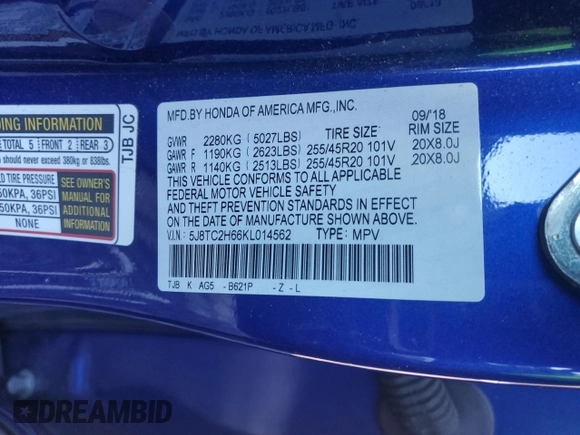 MFD.BY HONDA OF AMERICA MFG.,INC. 09/'18
GVWR 2280KG ( 5027LBS) TIRE SIZE RIM SIZE
GAWR F 1190KG ( 2623LBS) 255/45R20 101V 20X8.0J
GAWR R 1140KG ( 2513LBS) 255/45R20 101V 20X8.0J
THIS VEHICLE CONFORMS TO ALL APPLICABLE
FEDERAL MOTOR VEHICLE SAFETY
AND THEFT PREVENTION STANDARDS IN EFFECT
ON THE DATE OF MANUFACTURE SHOWN ABOVE.
V.I.N: 5J8TC2H66KL014562 TYPE: MPV
TJB K AG5 -B621P -Z -L
DING INFORMATION
TOTAL 5 FRONT 2 REAR 3
never exceed 380kg or 838lbs.
LD TIRE PRESSURE
50KPA, 36PSI
50KPA, 36PSI
NONE
SEE OWNER'S
MANUAL FOR
ADDITIONAL
INFORMATION
TJB JC
DREAMBID